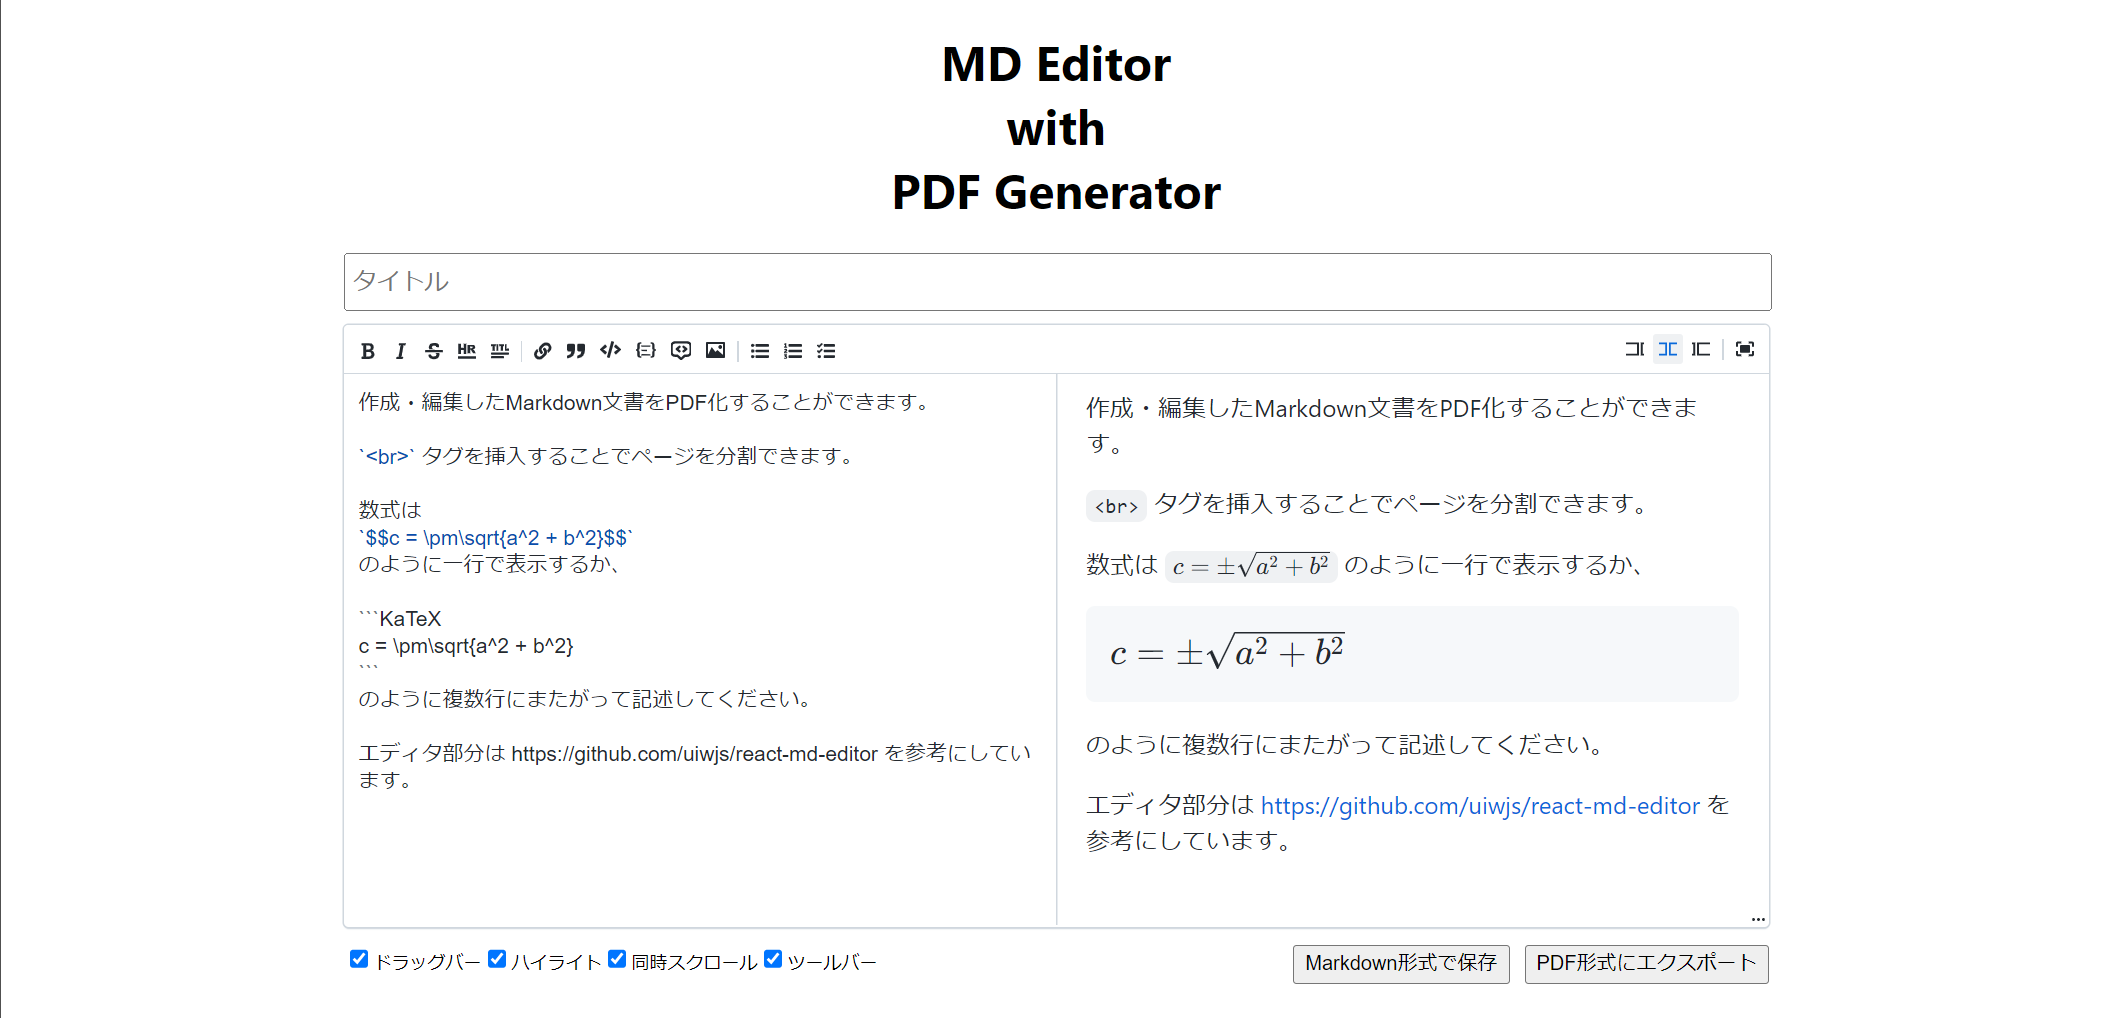 MD Editor
with
PDF Generator
タイトル
作成・編集したMarkdown文書をPDF化することができます。
`<br>` タグを挿入することでページを分割できます。
数式は
`$$c = \pm\sqrt{a^2 + b^2}$$`
のように一行で表示するか、
```KaTeX
c = \pm\sqrt{a^2 + b^2}
```
のように複数行にまたがって記述してください。
エディタ部分は https://github.com/uiwjs/react-md-editor を参考にしてい
ます。
作成・編集したMarkdown文書をPDF化することができま
す。
<br> タグを挿入することでページを分割できます。
数式は c = ±√a² + b² のように一行で表示するか、
c = ±√a² + b²
のように複数行にまたがって記述してください。
エディタ部分は https://github.com/uiwjs/react-md-editor を
参考にしています。
ドラッグバー ハイライト 同時スクロール ツールバー
Markdown形式で保存 PDF形式にエクスポート